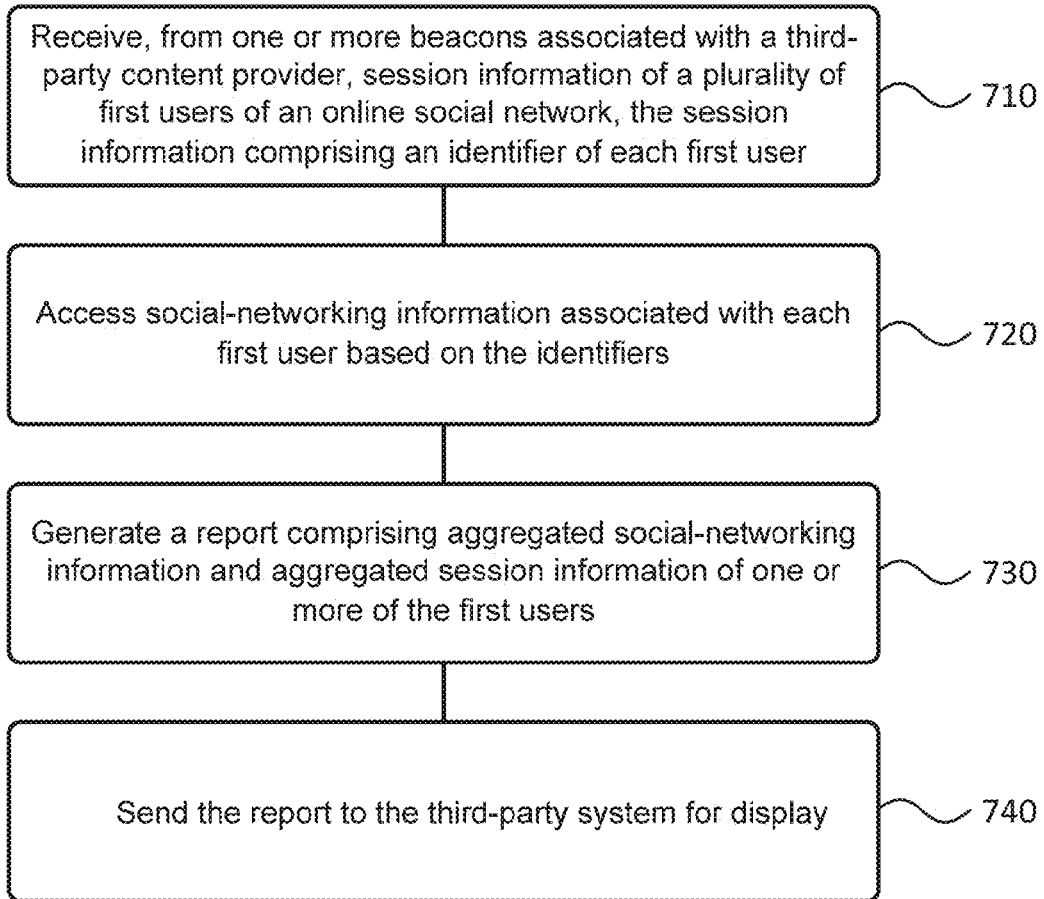 Receive, from one or more beacons associated with a third-
party content provider, session information of a plurality of
first users of an online social network, the session
information comprising an identifier of each first user
710
Access social-networking information associated with each
first user based on the identifiers
720
Generate a report comprising aggregated social-networking
information and aggregated session information of one or
more of the first users
730
Send the report to the third-party system for display
740